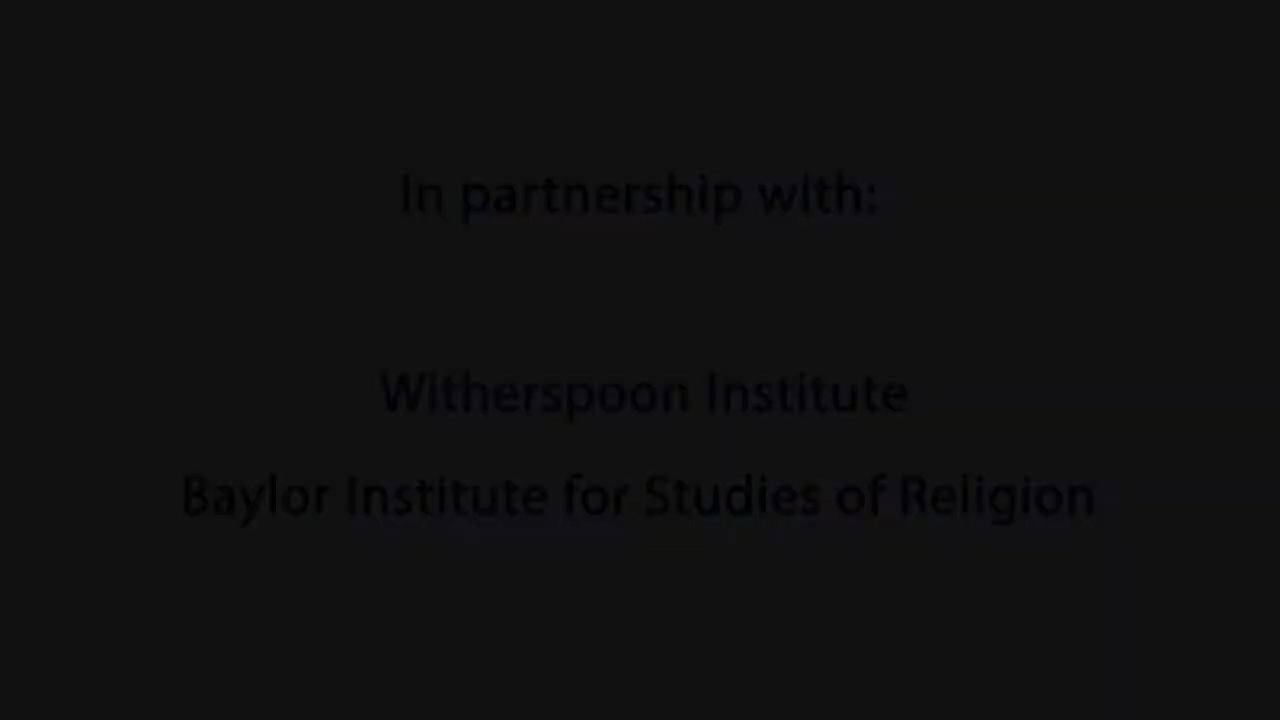 In partnership with:
Witherspoon Institute
Baylor Institute for Studies of Religion